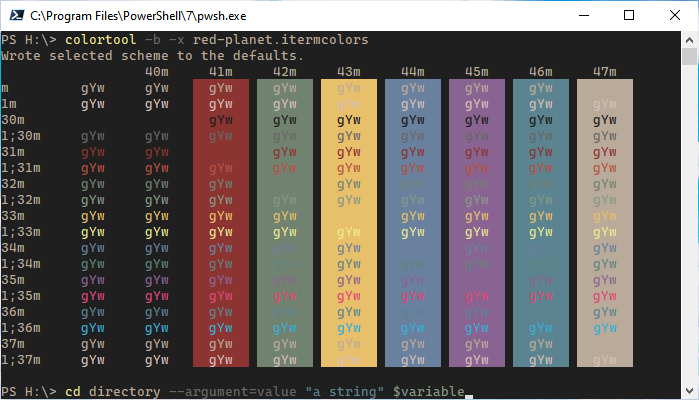 C:\Program Files\PowerShell\7\pwsh.exe
PS H:\> colortool -b -x red-planet.itermcolors
Wrote selected scheme to the defaults.
40m 41m 42m 43m 44m 45m 46m 47m
m gYw gYw gYw gYw gYw gYw gYw gYw
1m gYw gYw gYw gYw gYw gYw gYw gYw gYw
30m gYw gYw gYw gYw gYw gYw gYw
1;30m gYw gYw gYw gYw gYw gYw gYw gYw gYw
31m gYw gYw gYw gYw gYw gYw gYw gYw
1;31m gYw gYw gYw gYw gYw gYw gYw gYw gYw
32m gYw gYw gYw gYw gYw gYw gYw gYw
1;32m gYw gYw gYw gYw gYw gYw gYw gYw gYw
33m gYw gYw gYw gYw gYw gYw gYw gYw
1;33m gYw gYw gYw gYw gYw gYw gYw gYw gYw
34m gYw gYw gYw gYw gYw gYw gYw gYw
1;34m gYw gYw gYw gYw gYw gYw gYw gYw gYw
35m gYw gYw gYw gYw gYw gYw gYw gYw
1;35m gYw gYw gYw gYw gYw gYw gYw gYw gYw
36m gYw gYw gYw gYw gYw gYw gYw gYw
1;36m gYw gYw gYw gYw gYw gYw gYw gYw gYw
37m gYw gYw gYw gYw gYw gYw gYw gYw
1;37m gYw gYw gYw gYw gYw gYw gYw gYw gYw
PS H:\> cd directory --argument=value "a string" $variable